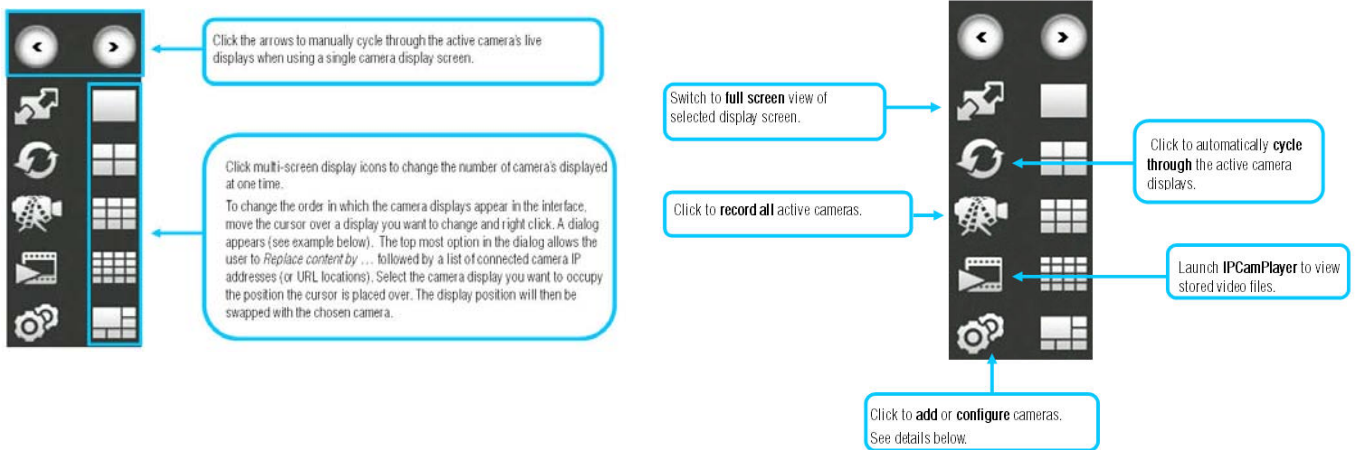 Click the arrows to manually cycle through the active camera's live
displays when using a single camera display screen.
Click multi-screen display icons to change the number of camera's displayed
at one time.
To change the order in which the camera displays appear in the interface,
move the cursor over a display you want to change and right click. A dialog
appears (see example below). The top most option in the dialog allows the
user to Replace content by ... followed by a list of connected camera IP
addresses (or URL locations). Select the camera display you want to occupy
the position the cursor is placed over. The display position will then be
swapped with the chosen camera.
Switch to full screen view of
selected display screen.
Click to record all active cameras.
Click to automatically cycle
through the active camera
displays.
Launch IPCamPlayer to view
stored video files.
Click to add or configure cameras.
See details below.